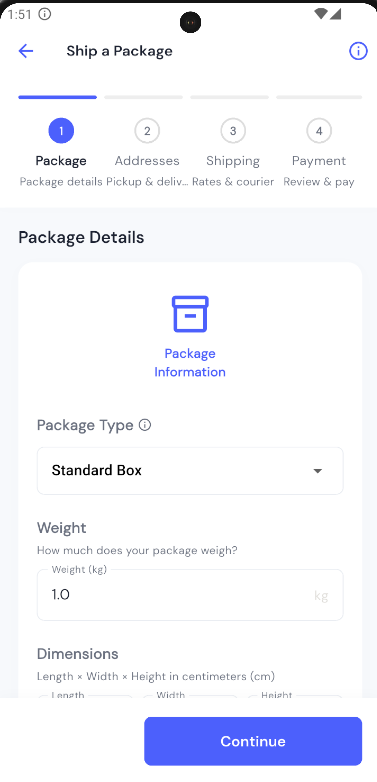 1:51
Ship a Package
1 2 3 4
Package Addresses Shipping Payment
Package details Pickup & deliv... Rates & courier Review & pay
Package Details
Package
Information
Package Type
Standard Box
Weight
How much does your package weigh?
Weight (kg)
1.0 kg
Dimensions
Length × Width × Height in centimeters (cm)
Length Width Height
Continue